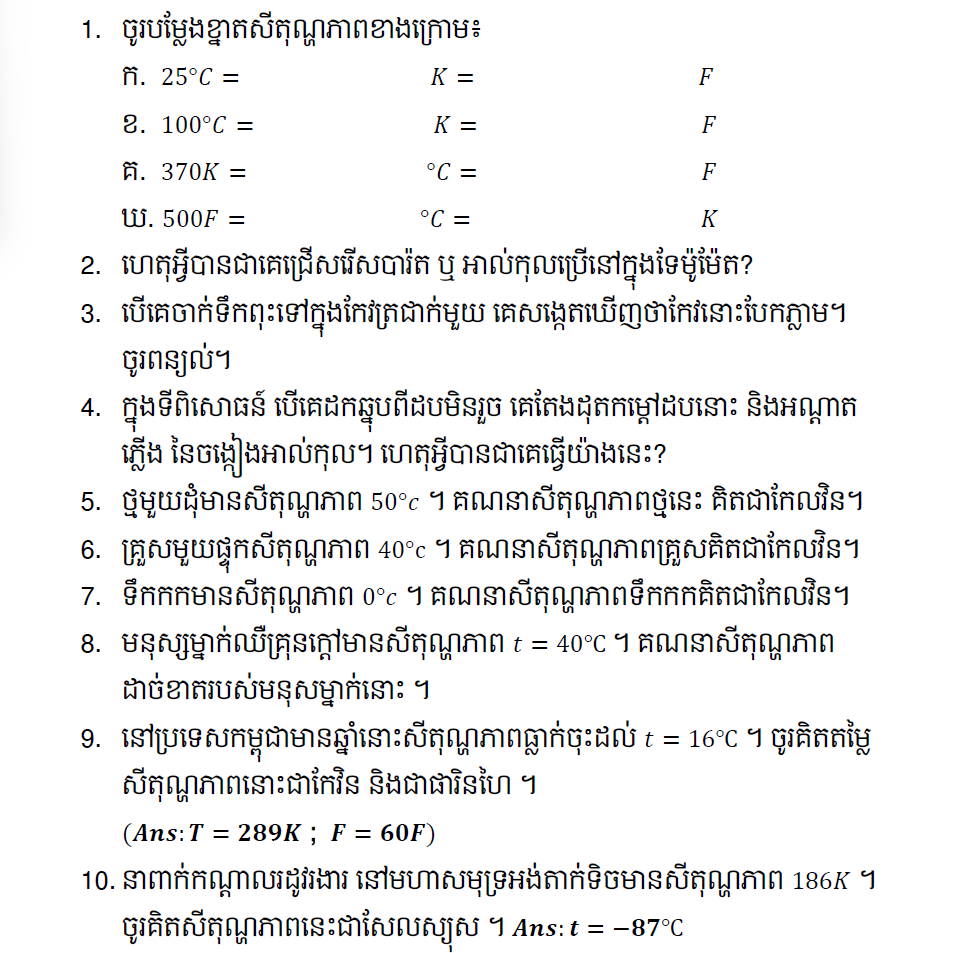 1. ចូរបម្លែងខ្នាតសីតុណ្ហភាពខាងក្រោម៖
ក. 25°C = K = F
ខ. 100°C = K = F
គ. 370K = °C = F
ឃ. 500F = °C = K
2. ហេតុអ្វីបានជាគេជ្រើសរើសបារ៉ត ឬ អាល់កុលប្រើនៅក្នុងទែម៉ូម៉ែត?
3. បើគេចាក់ទឹកពុះទៅក្នុងកែវត្រជាក់មួយ គេសង្កេតឃើញថាកែវនោះបែកភ្លាម។
ចូរពន្យល់។
4. ក្នុងទីពិសោធន៍ បើគេដកឆ្នុបពីដបមិនរួច គេតែងដុតកម្តៅដបនោះ នឹងអណ្តាត
ភ្លើង នៃចង្កៀងអាល់កុល។ ហេតុអ្វីបានជាគេធ្វើយ៉ាងនេះ?
5. ថ្មមួយដុំមានសីតុណ្ហភាព 50°c ។ គណនាសីតុណ្ហភាពថ្មនេះ គិតជាកែលវិន។
6. គ្រួសមួយផ្ទុកសីតុណ្ហភាព 40°c ។ គណនាសីតុណ្ហភាពគ្រួសគិតជាកែលវិន។
7. ទឹកកកមានសីតុណ្ហភាព 0°c ។ គណនាសីតុណ្ហភាពទឹកកកគិតជាកែលវិន។
8. មនុស្សម្នាក់ឈឺគ្រុនក្តៅមានសីតុណ្ហភាព t = 40°C ។ គណនាសីតុណ្ហភាព
ដាច់ខាតរបស់មនុសម្នាក់នោះ ។
9. នៅប្រទេសកម្ពុជាមានឆ្នាំនោះសីតុណ្ហភាពធ្លាក់ចុះដល់ t = 16°C ។ ចូរគិតតម្លៃ
សីតុណ្ហភាពនោះជាកែវិន និងជាផារិនហៃ ។
(Ans: T = 289K ; F = 60F)
10. នាពាក់កណ្តាលរដូវរងារ នៅមហាសមុទ្រអង់តាក់ទិចមានសីតុណ្ហភាព 186K ។
ចូរគិតសីតុណ្ហភាពនេះជាសែលស្យុស ។ Ans: t = −87°C